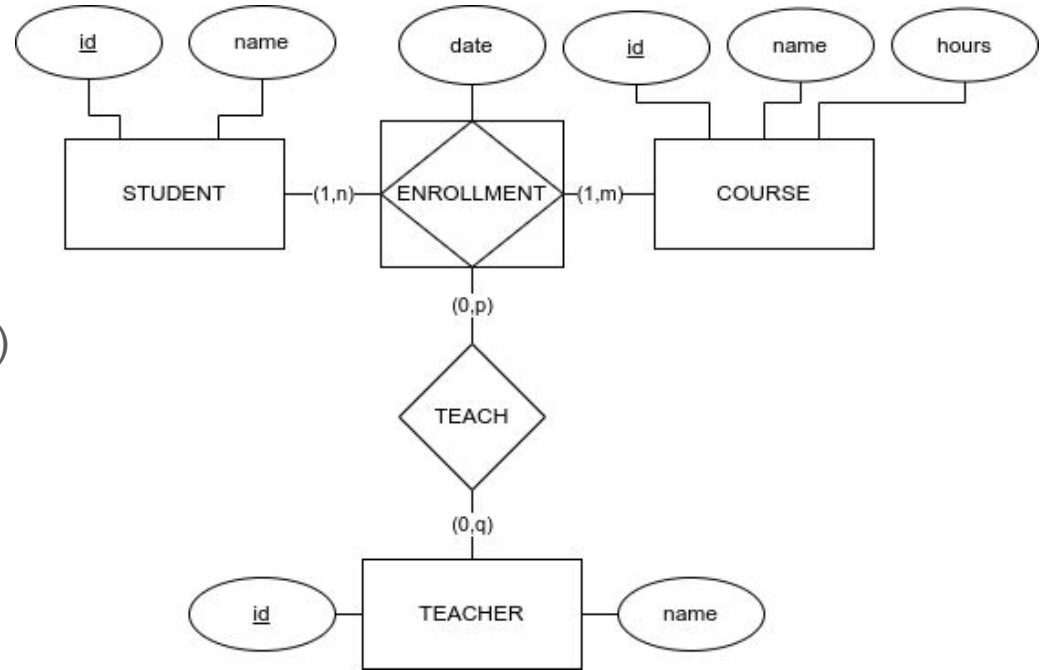 id
name
date
id
name
hours
STUDENT
(1,n)
ENROLLMENT
(1,m)
COURSE
(0,p)
)
TEACH
(0,q)
id
TEACHER
name